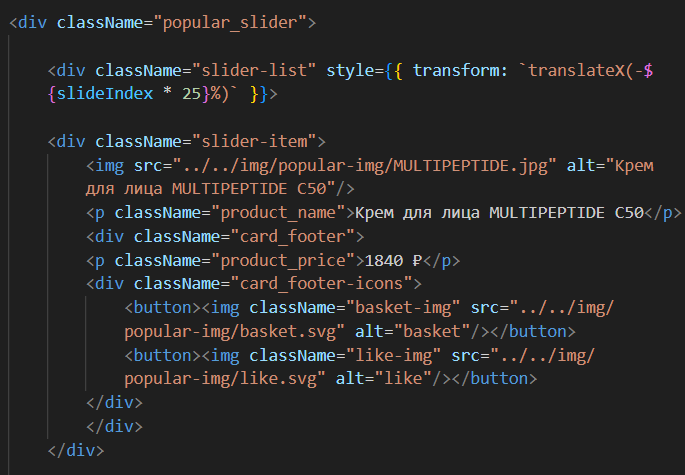 <div className="popular_slider">
<div className="slider-list" style={{ transform: `translateX(-$
{slideIndex * 25}%)` }}>
<div className="slider-item">
<img src="../../img/popular-img/MULTIPEPTIDE.jpg" alt="Крем
для лица MULTIPEPTIDE C50"/>
<p className="product_name">Крем для лица MULTIPEPTIDE C50</p>
<div className="card_footer">
<p className="product_price">1840 ₽</p>
<div className="card_footer-icons">
<button><img className="basket-img" src="../../img/
popular-img/basket.svg" alt="basket"/></button>
<button><img className="like-img" src="../../img/
popular-img/like.svg" alt="like"/></button>
</div>
</div>
</div>